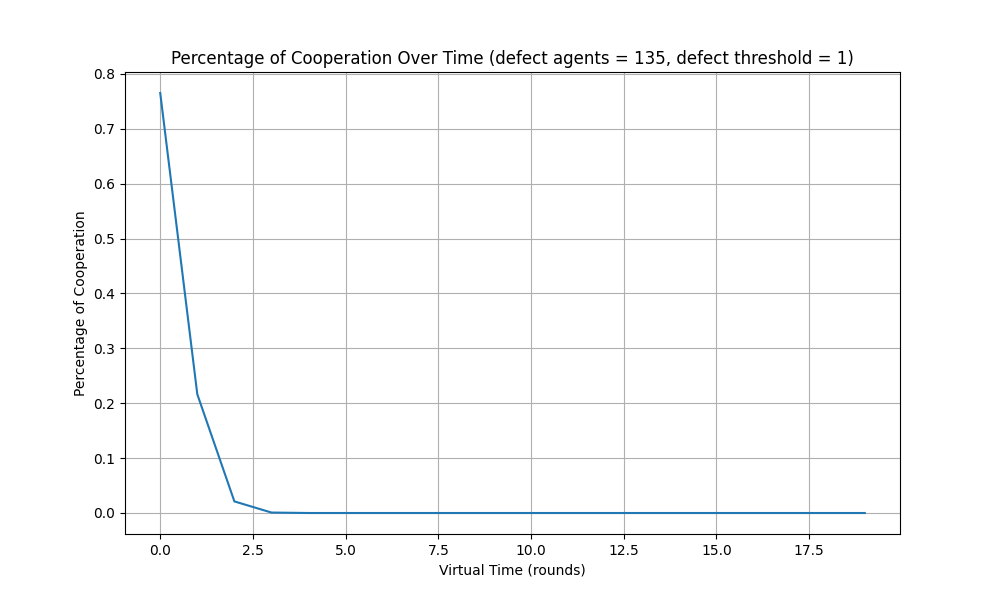 Percentage of Cooperation Over Time (defect agents = 135, defect threshold = 1)
Percentage of Cooperation
0.8
0.7
0.6
0.5
0.4
0.3
0.2
0.1
0.0
0.0 2.5 5.0 7.5 10.0 12.5 15.0 17.5
Virtual Time (rounds)